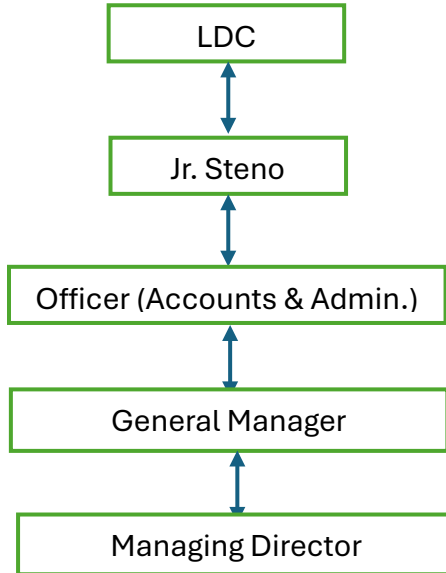 LDC
Jr. Steno
Officer (Accounts & Admin.)
General Manager
Managing Director